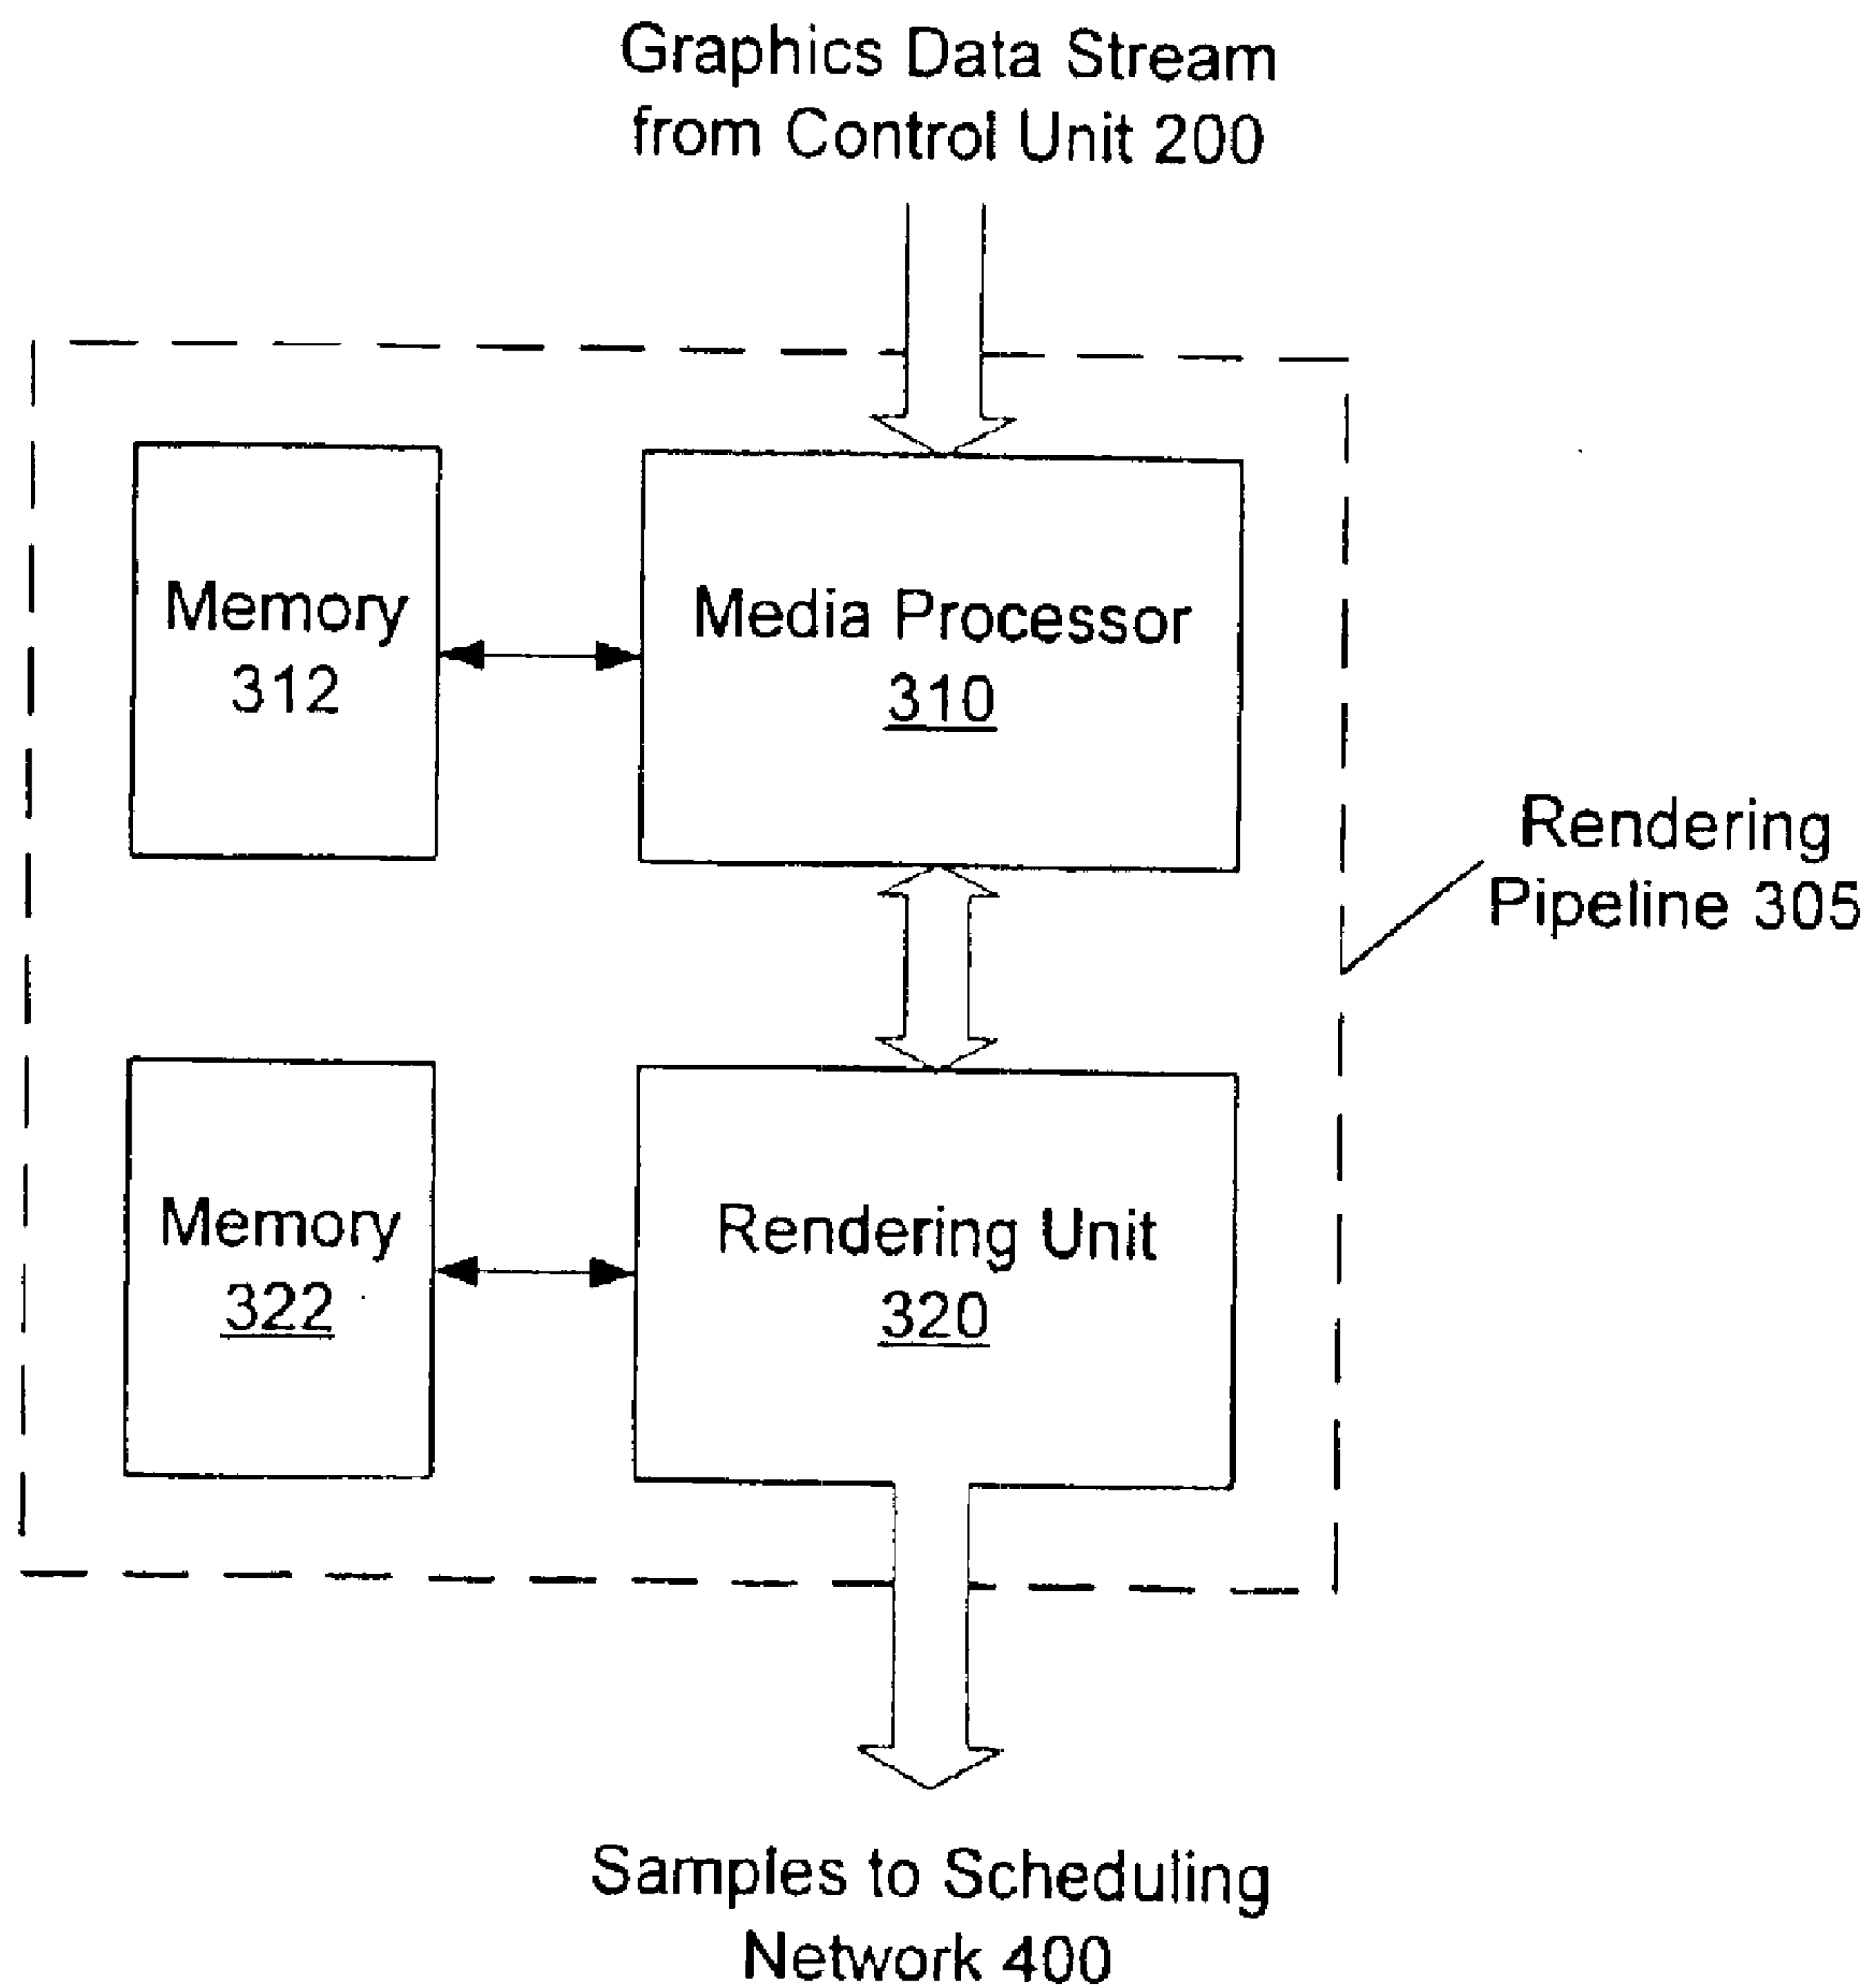 Graphics Data Stream
from Control Unit 200
Memory
312
Media Processor
310
Rendering
Pipeline 305
Memory
322
Rendering Unit
320
Samples to Scheduling
Network 400